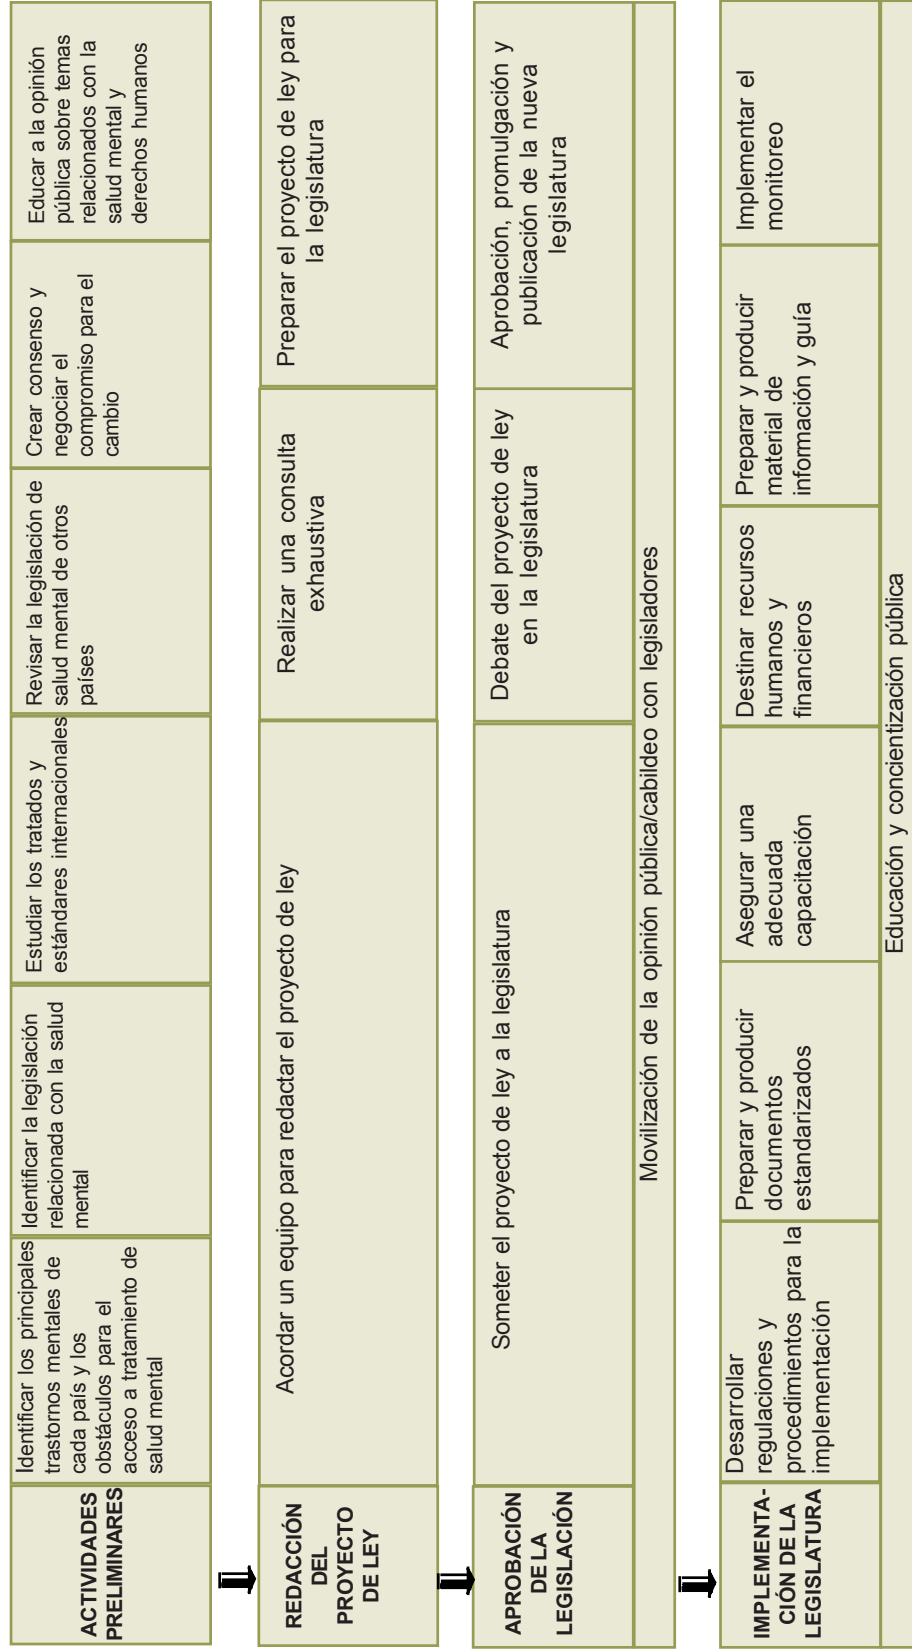 ACTIVIDADES
PRELIMINARES
Identificar los principales
trastornos mentales de
cada país y los
obstáculos para el
acceso a tratamiento de
salud mental
Identificar la legislación
relacionada con la salud
mental
Estudiar los tratados y
estándares internacionales
Revisar la legislación de
salud mental de otros
países
Crear consenso y
negociar el
compromiso para el
cambio
Educar a la opinión
pública sobre temas
relacionados con la
salud mental y
derechos humanos
REDACCIÓN
DEL
PROYECTO
DE LEY
Acordar un equipo para redactar el proyecto de ley
Realizar una consulta
exhaustiva
Preparar el proyecto de ley para
la legislatura
APROBACIÓN
DE LA
LEGISLACIÓN
Someter el proyecto de ley a la legislatura
Debate del proyecto de ley
en la legislatura
Aprobación, promulgación y
publicación de la nueva
legislatura
Movilización de la opinión pública/cabildeo con legisladores
IMPLEMENTA-
CIÓN DE LA
LEGISLATURA
Desarrollar
regulaciones y
procedimientos para la
implementación
Preparar y producir
documentos
estandarizados
Asegurar una
adecuada
capacitación
Destinar recursos
humanos y
financieros
Preparar y producir
material de
información y guía
Implementar el
monitoreo
Educación y concientización pública